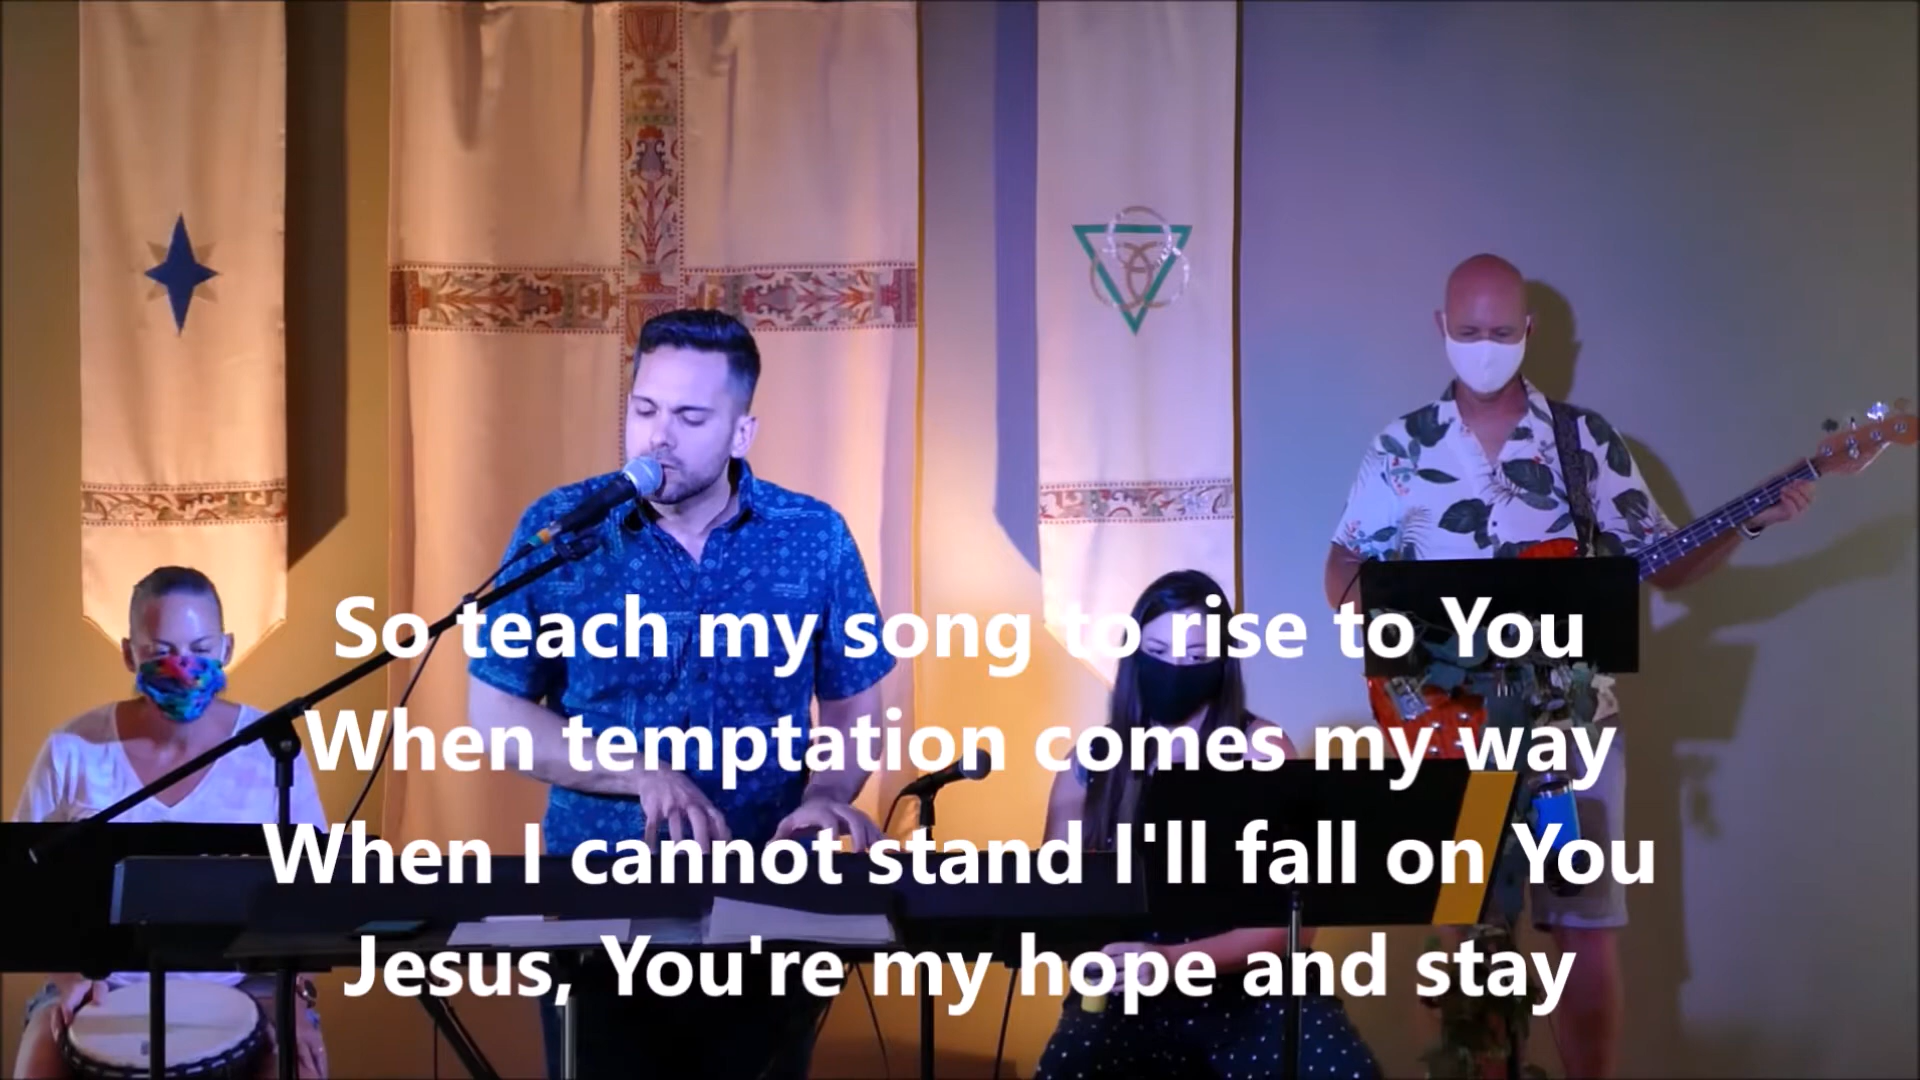 So teach my song to rise to You
When temptation comes my way
When I cannot stand I'll fall on You
Jesus, You're my hope and stay